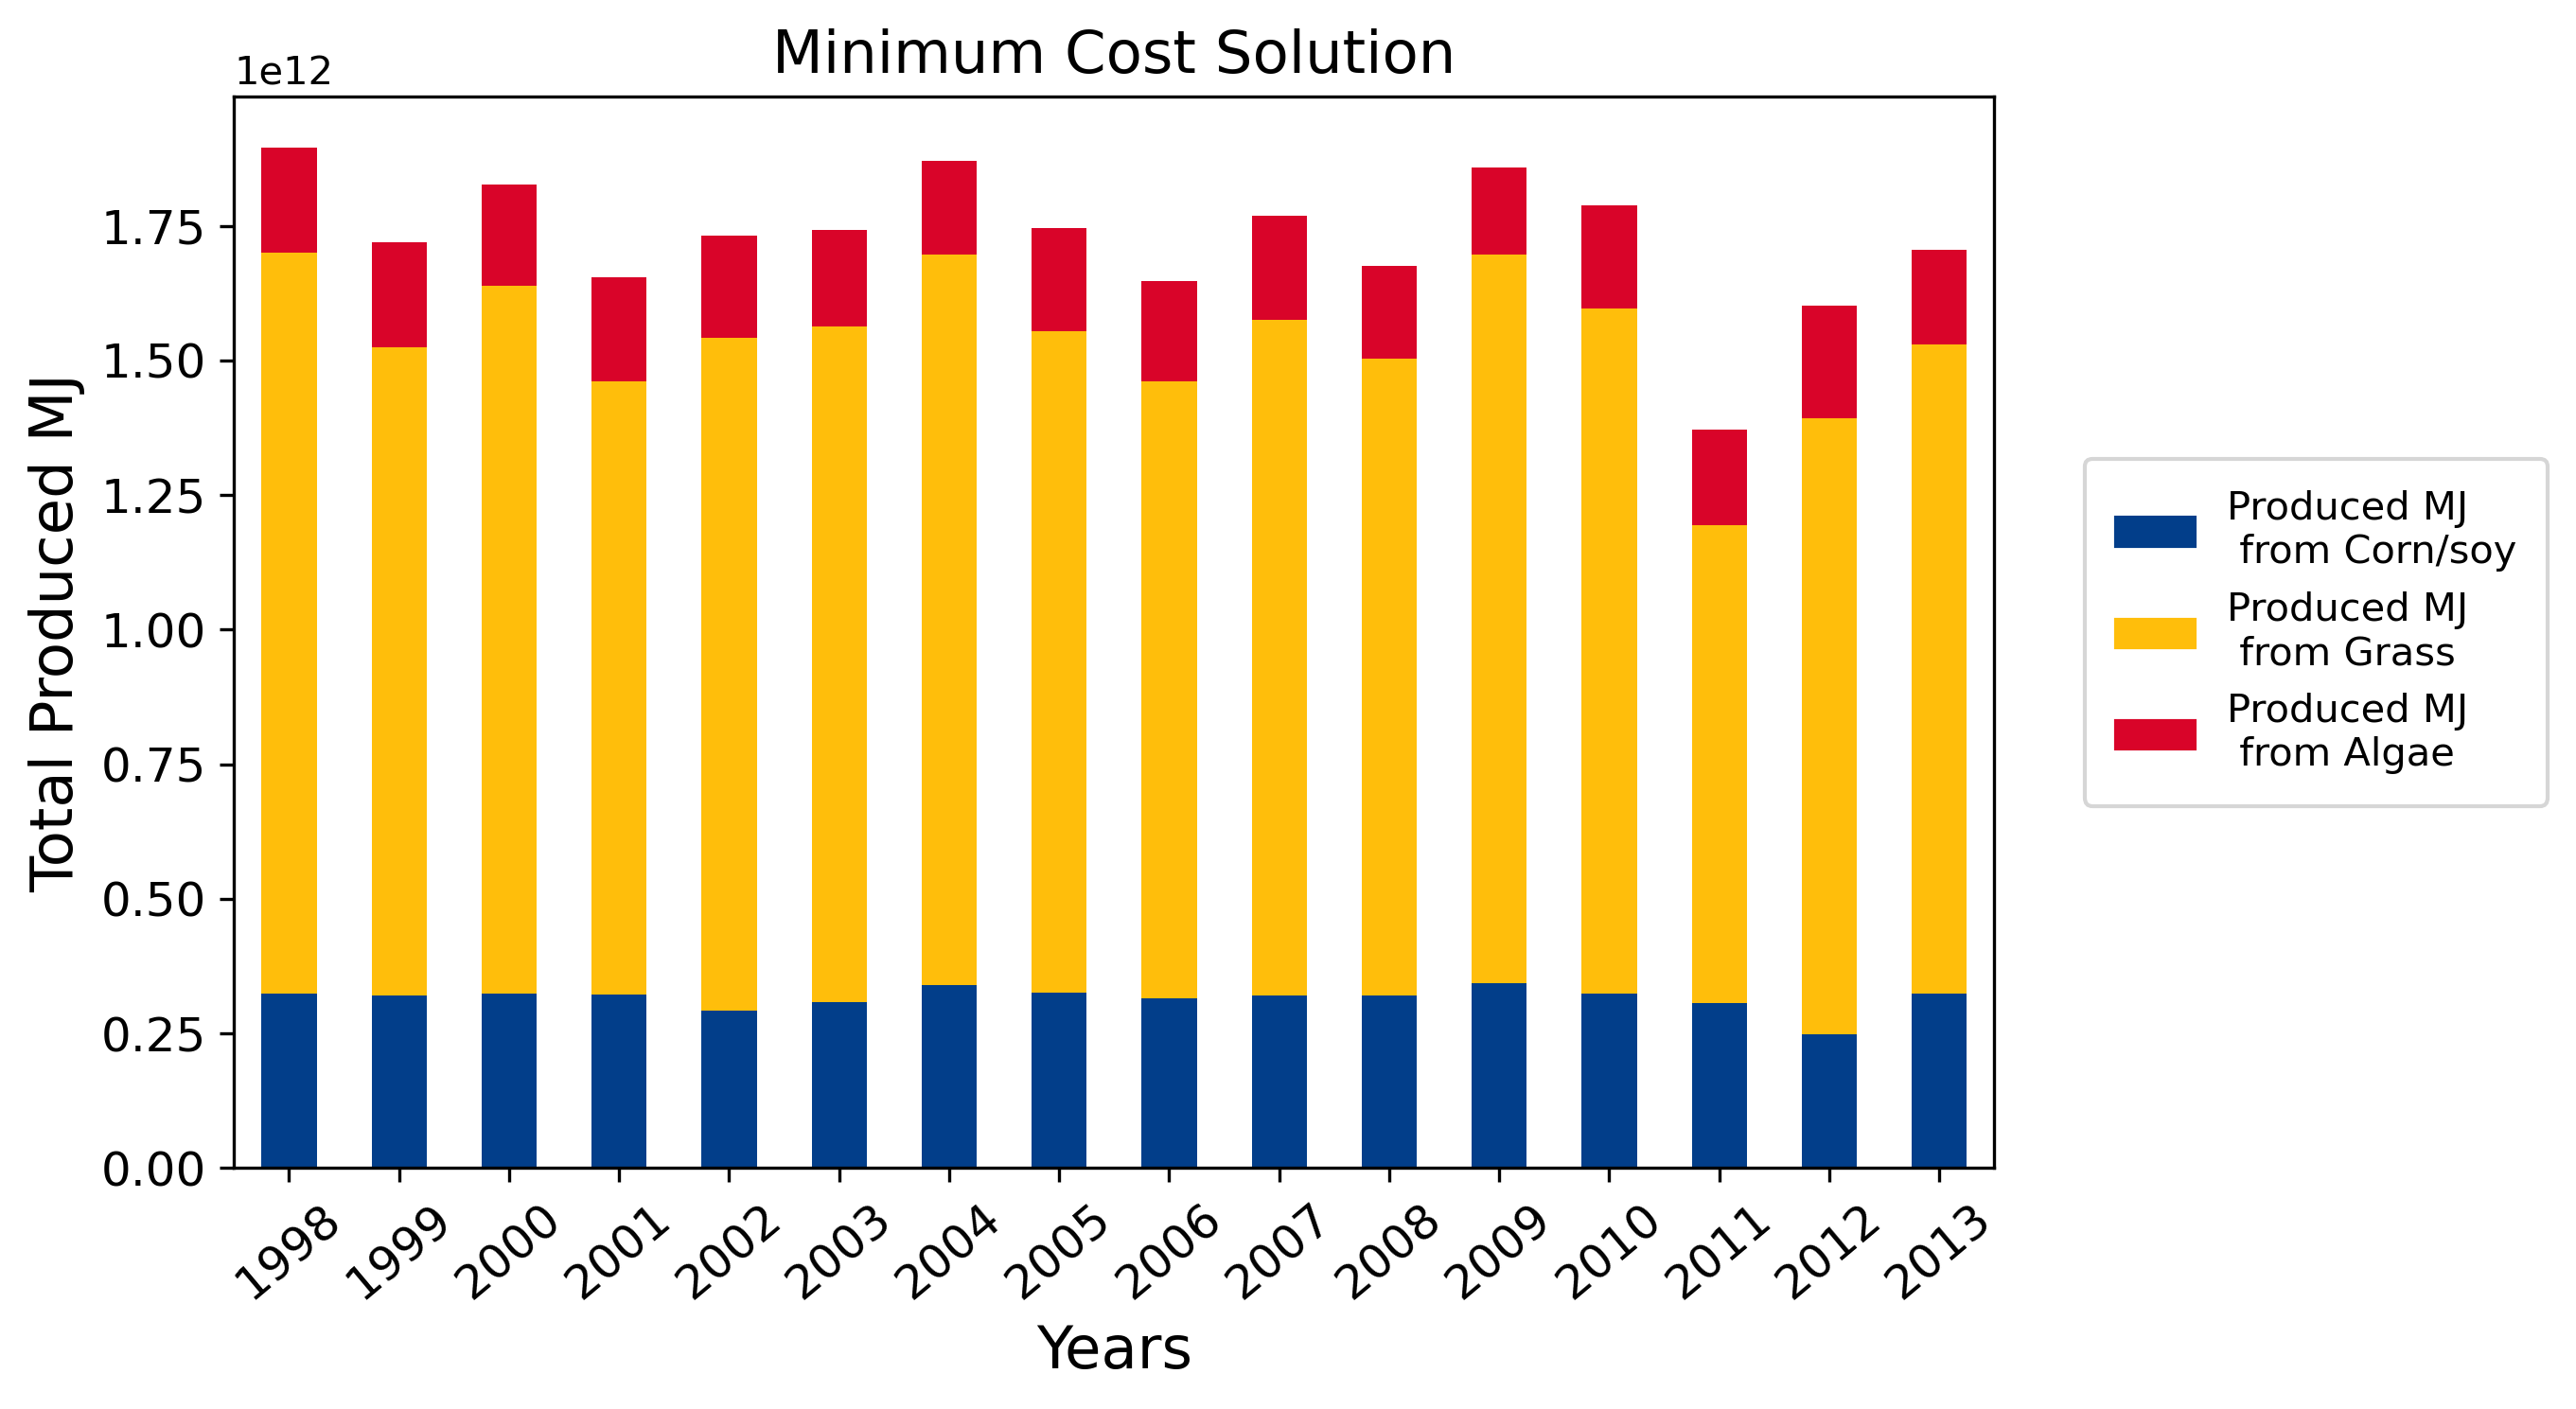 Minimum Cost Solution
1e12
Total Produced MJ
1.75
1.50
1.25
1.00
0.75
0.50
0.25
0.00
1998
1999
2000
2001
2002
2003
2004
2005
2006
2007
2008
2009
2010
2011
2012
2013
Years
Produced MJ
from Corn/soy
Produced MJ
from Grass
Produced MJ
from Algae